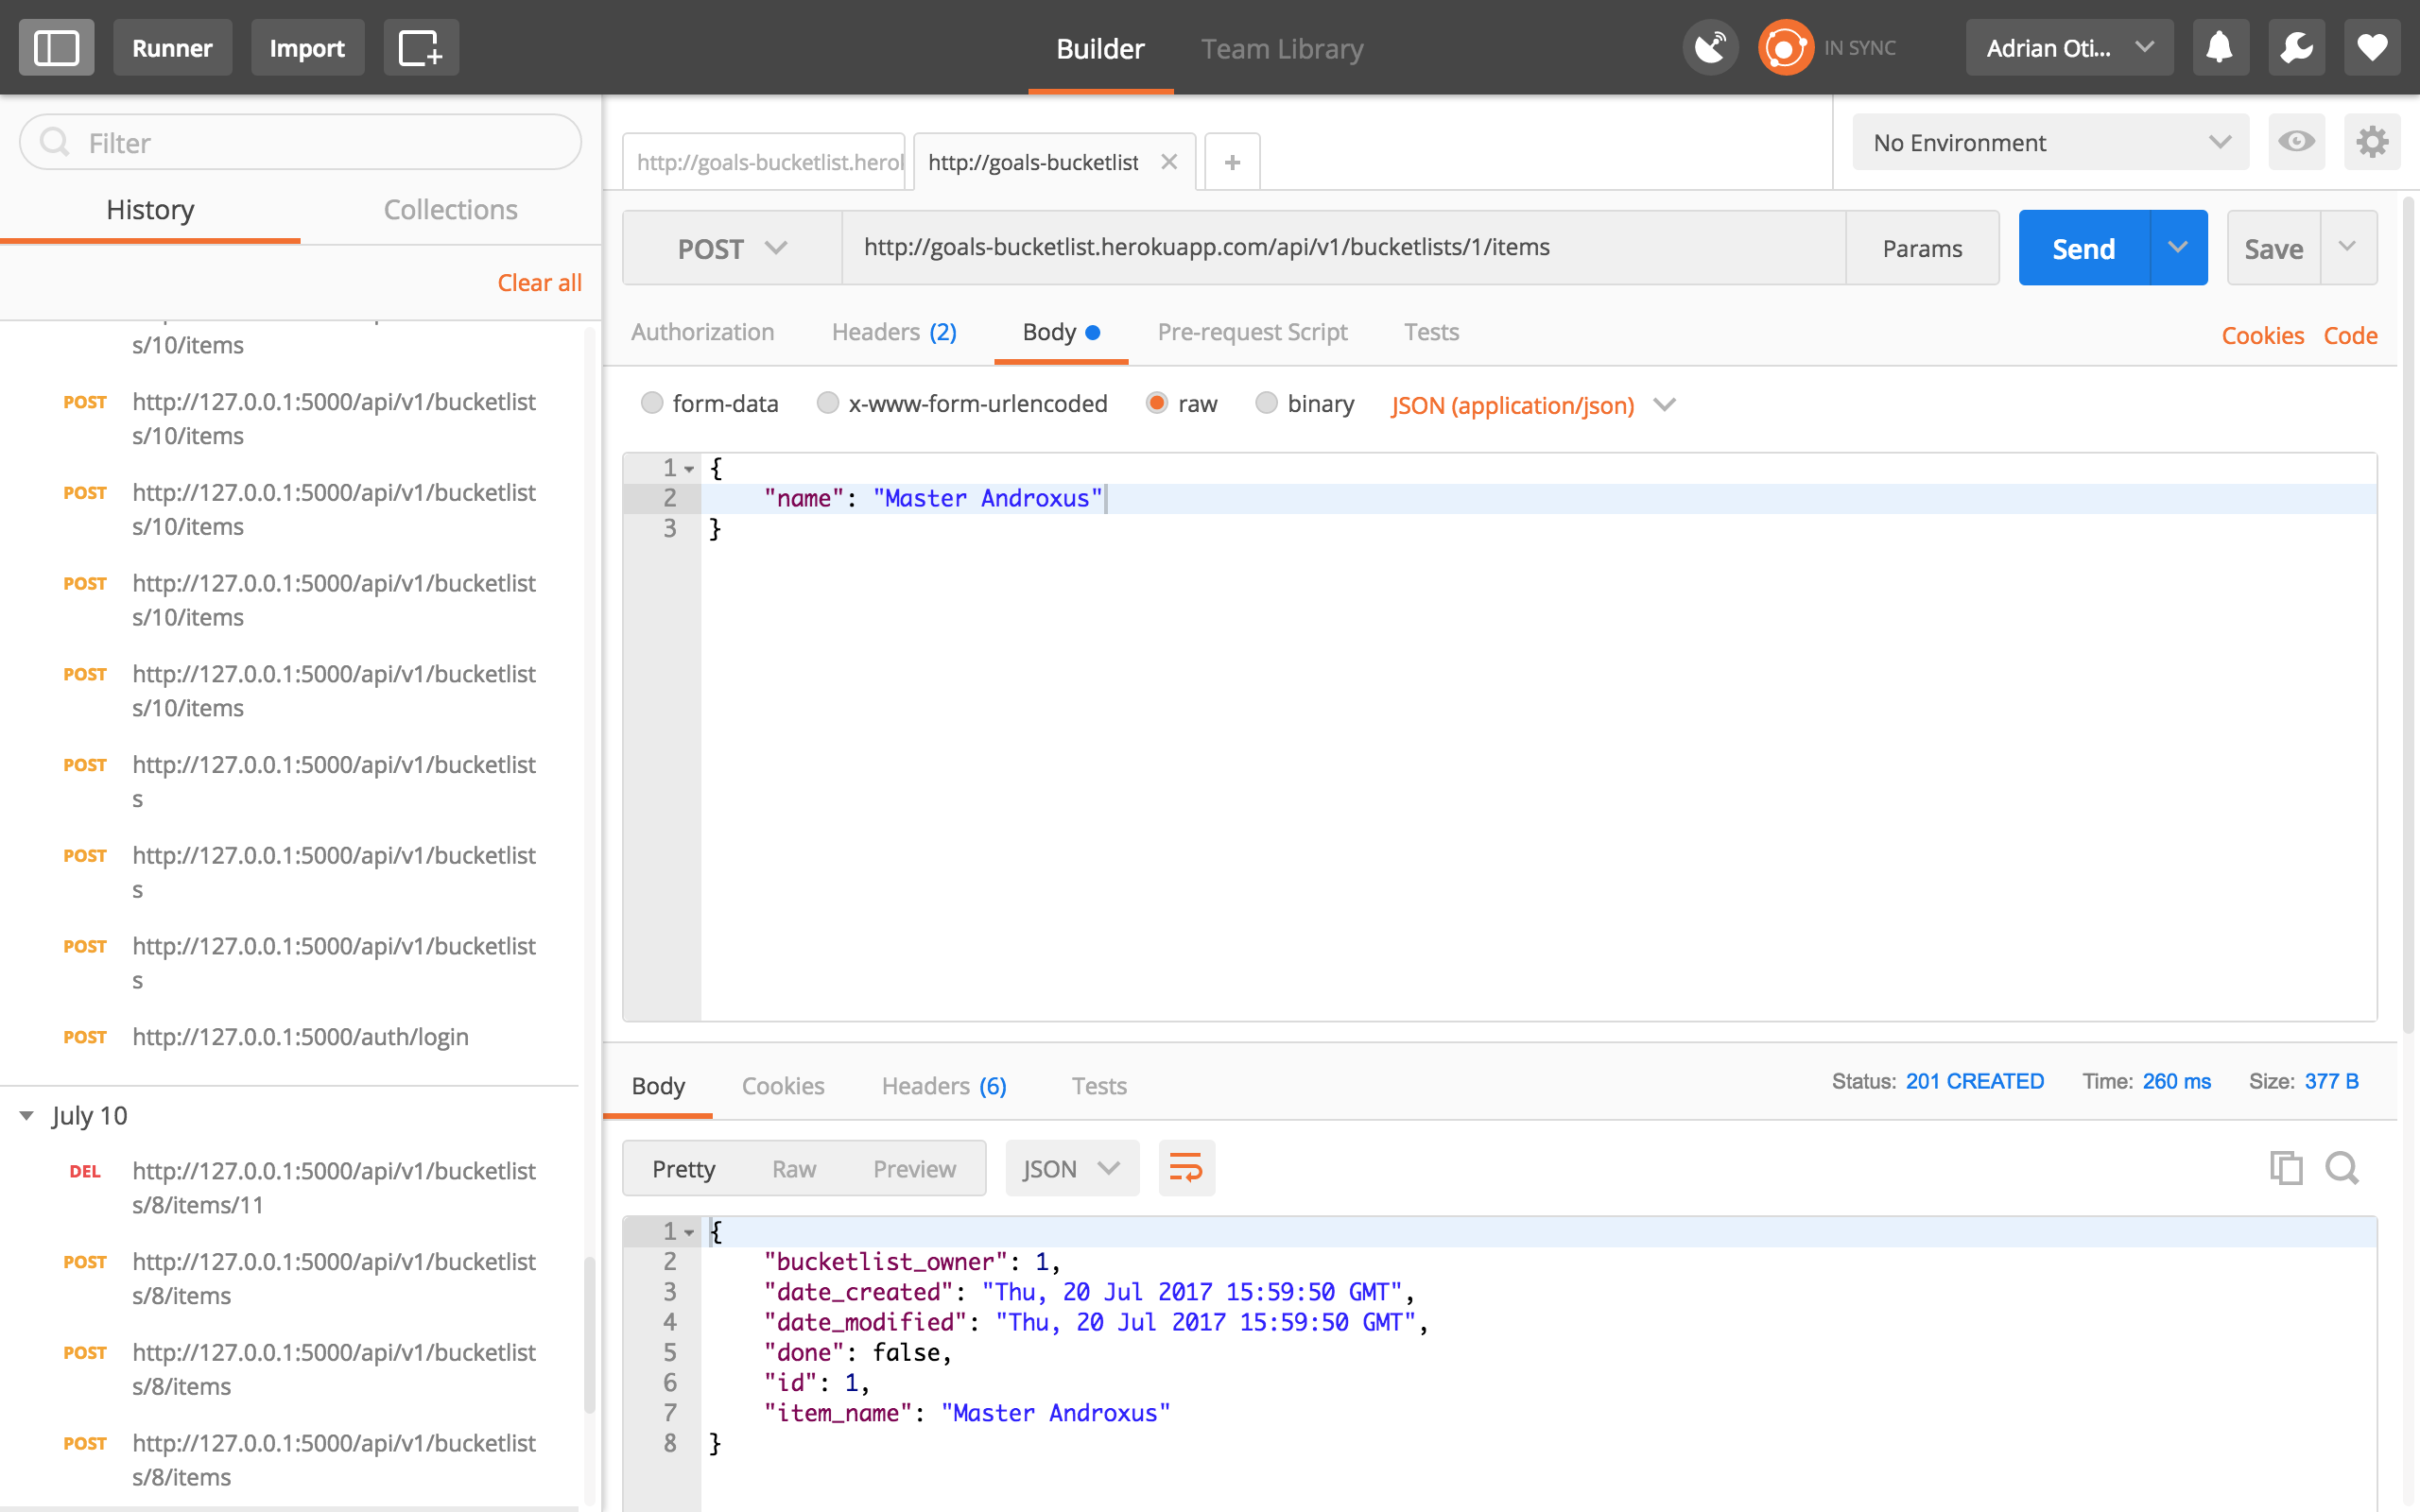 Runner
Import
Builder
Team Library
IN SYNC
Adrian Oti...
Filter
History
Collections
Clear all
s/10/items
POST http://127.0.0.1:5000/api/v1/bucketlist
s/10/items
POST http://127.0.0.1:5000/api/v1/bucketlist
s/10/items
POST http://127.0.0.1:5000/api/v1/bucketlist
s/10/items
POST http://127.0.0.1:5000/api/v1/bucketlist
s/10/items
POST http://127.0.0.1:5000/api/v1/bucketlist
s
POST http://127.0.0.1:5000/api/v1/bucketlist
s
POST http://127.0.0.1:5000/api/v1/bucketlist
s
POST http://127.0.0.1:5000/auth/login
July 10
DEL http://127.0.0.1:5000/api/v1/bucketlist
s/8/items/11
POST http://127.0.0.1:5000/api/v1/bucketlist
s/8/items
POST http://127.0.0.1:5000/api/v1/bucketlist
s/8/items
POST http://127.0.0.1:5000/api/v1/bucketlist
s/8/items
http://goals-bucketlist.herok
http://goals-bucketlist
No Environment
POST
http://goals-bucketlist.herokuapp.com/api/v1/bucketlists/1/items
Params
Send
Save
Authorization
Headers (2)
Body
Pre-request Script
Tests
Cookies
Code
form-data
x-www-form-urlencoded
raw
binary
JSON (application/json)
1 {
2 "name": "Master Androxus"
3 }
Body
Cookies
Headers (6)
Tests
Status: 201 CREATED
Time: 260 ms
Size: 377 B
Pretty
Raw
Preview
JSON
1 {
2 "bucketlist_owner": 1,
3 "date_created": "Thu, 20 Jul 2017 15:59:50 GMT",
4 "date_modified": "Thu, 20 Jul 2017 15:59:50 GMT",
5 "done": false,
6 "id": 1,
7 "item_name": "Master Androxus"
8 }